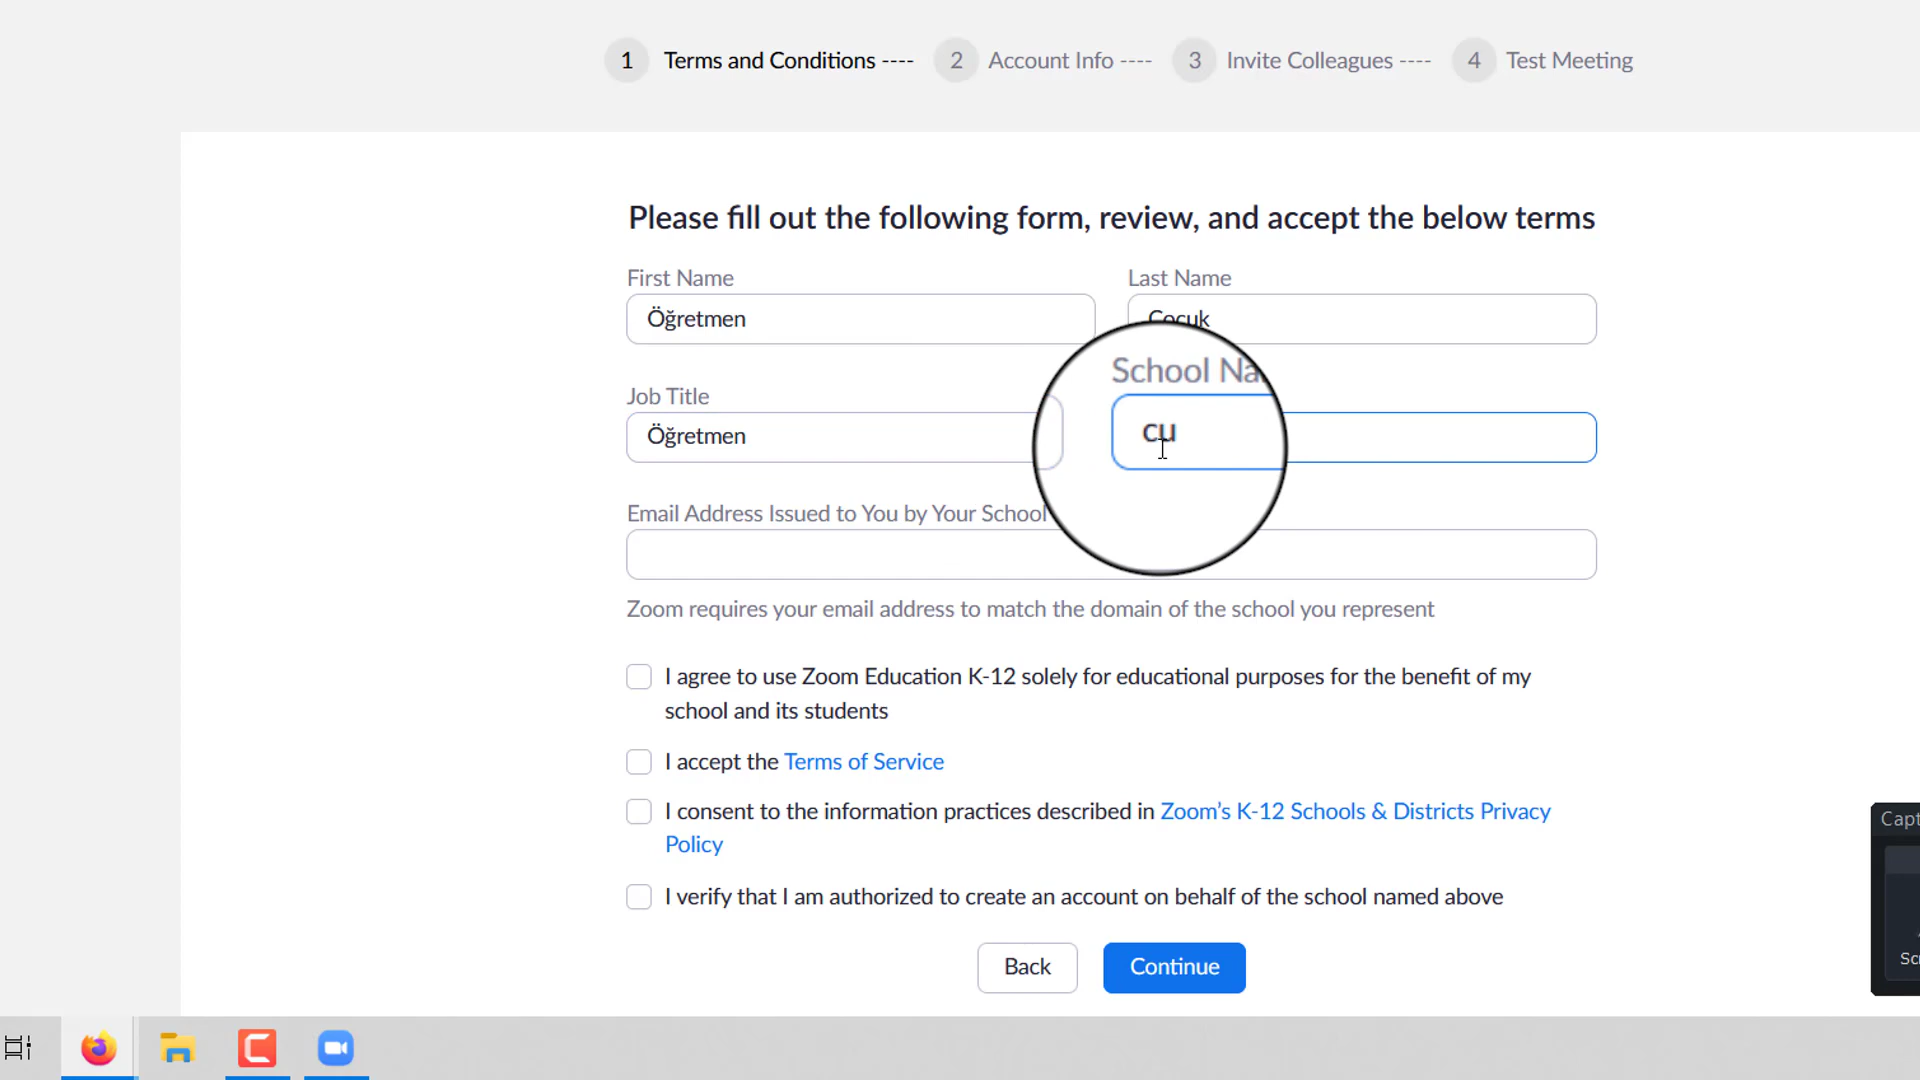 1 Terms and Conditions ---- 2 Account Info ---- 3 Invite Colleagues ---- 4 Test Meeting
Please fill out the following form, review, and accept the below terms
First Name Last Name
Öğretmen Çocuk
School Na
Job Title
Öğretmen cu
Email Address Issued to You by Your School
Zoom requires your email address to match the domain of the school you represent
I agree to use Zoom Education K-12 solely for educational purposes for the benefit of my
school and its students
I accept the Terms of Service
I consent to the information practices described in Zoom's K-12 Schools & Districts Privacy
Policy
Capt
I verify that I am authorized to create an account on behalf of the school named above
Scr
Back Continue